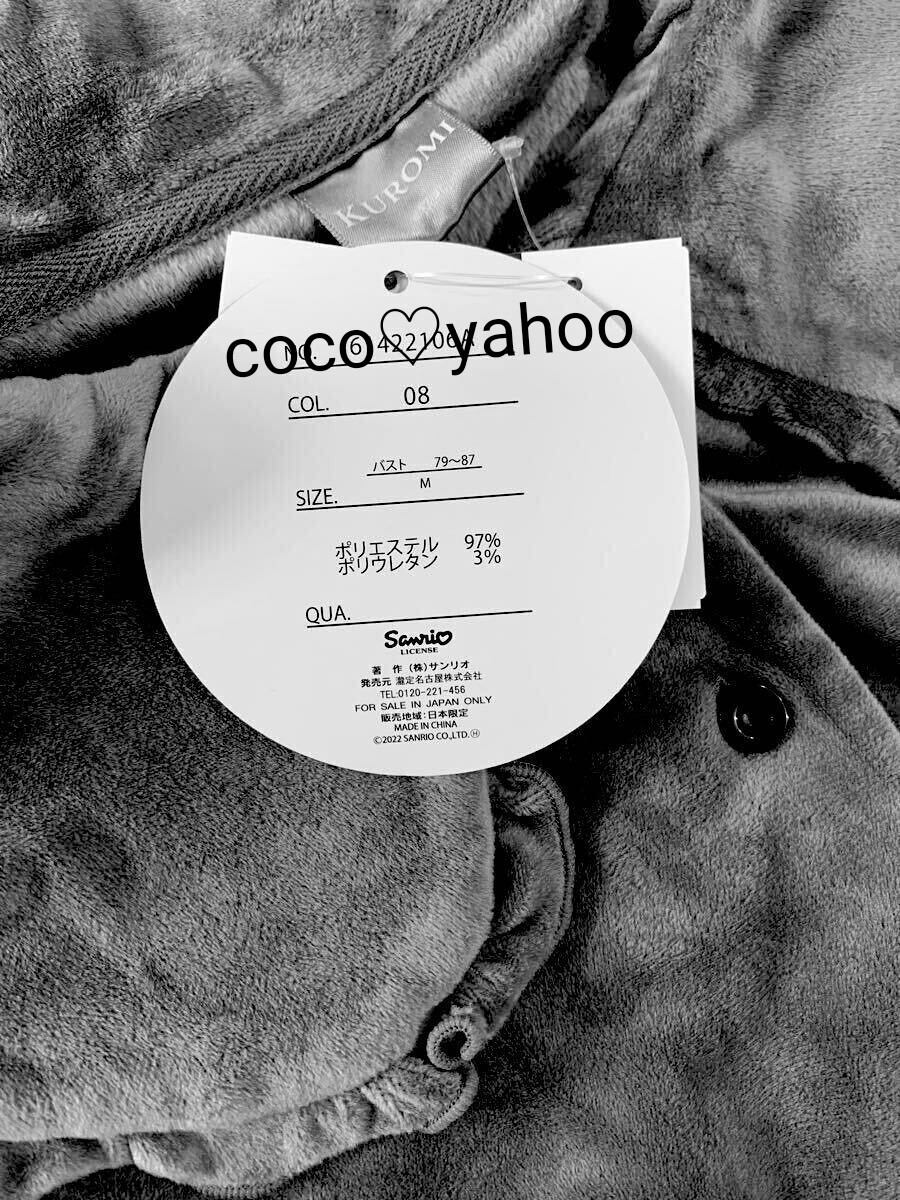 KUROMI
coco♡yahoo
NO. 6 422106A
COL. 08
バスト 79〜87
SIZE. M
ポリエステル 97%
ポリウレタン 3%
QUA.
Sanrio
LICENSE
著 作 (株)サンリオ
発売元 瀧定名古屋株式会社
TEL:0120-221-456
FOR SALE IN JAPAN ONLY
販売地域:日本限定
MADE IN CHINA
©2022 SANRIO CO.,LTD. Ⓗ